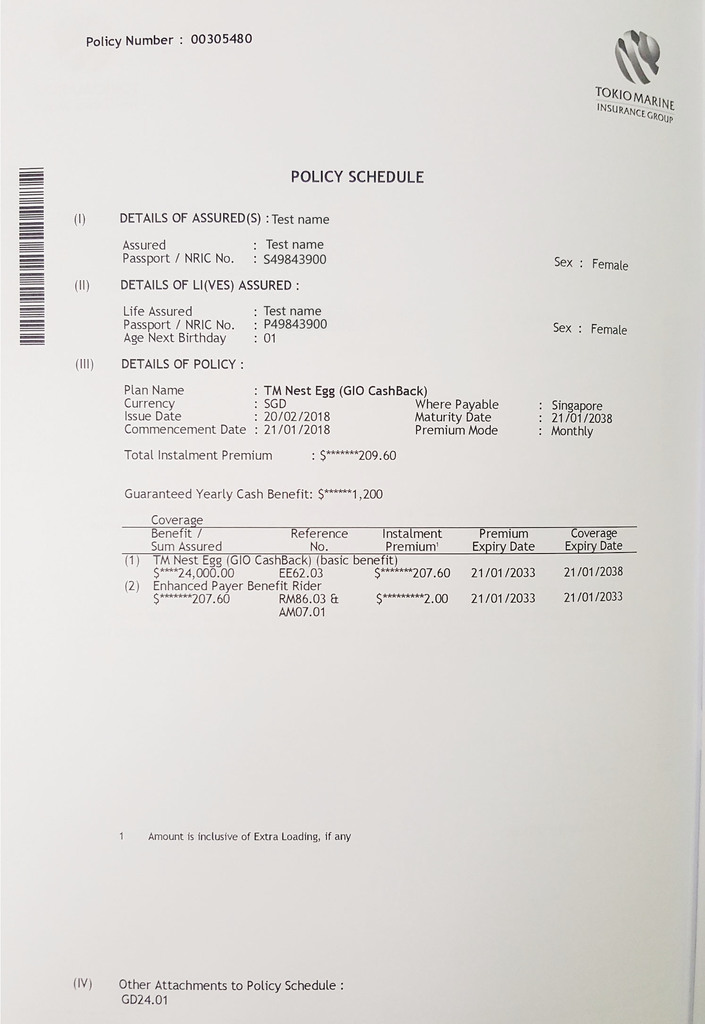 Policy Number : 00305480
TOKIO MARINE
INSURANCE GROUP
POLICY SCHEDULE
(I) DETAILS OF ASSURED(S) : Test name
Assured : Test name
Passport / NRIC No. : S49843900 Sex : Female
(II) DETAILS OF LI(VES) ASSURED :
Life Assured : Test name
Passport / NRIC No. : P49843900 Sex : Female
Age Next Birthday : 01
(III) DETAILS OF POLICY :
Plan Name : TM Nest Egg (GIO CashBack)
Currency : SGD Where Payable : Singapore
Issue Date : 20/02/2018 Maturity Date : 21/01/2038
Commencement Date : 21/01/2018 Premium Mode : Monthly
Total Instalment Premium : $*******209.60
Guaranteed Yearly Cash Benefit: $******1,200
Coverage
Benefit / Reference Instalment Premium Coverage
Sum Assured No. Premium¹ Expiry Date Expiry Date
(1) TM Nest Egg (GIO CashBack) (basic benefit)
$****24,000.00 EE62.03 $*******207.60 21/01/2033 21/01/2038
(2) Enhanced Payer Benefit Rider
$*******207.60 RM86.03 & $*********2.00 21/01/2033 21/01/2033
AM07.01
1 Amount is inclusive of Extra Loading, if any
(IV) Other Attachments to Policy Schedule :
GD24.01